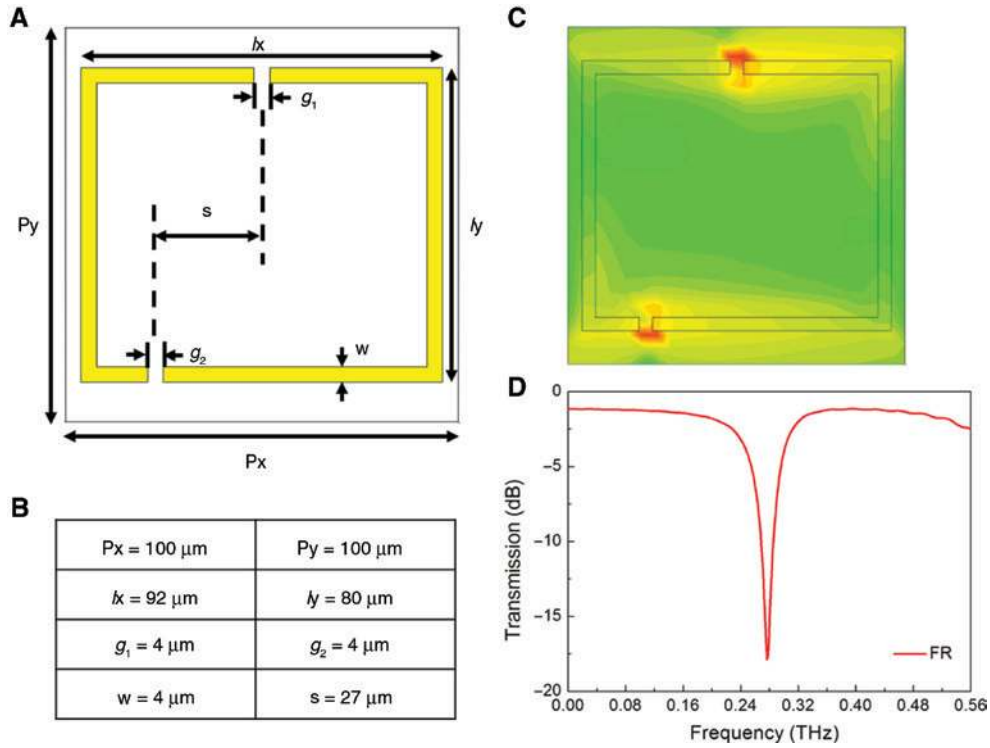 A
lx
g1
s
Py
ly
g2
w
Px
B
Px = 100 μm
Py = 100 μm
lx = 92 μm
ly = 80 μm
g1 = 4 μm
g2 = 4 μm
w = 4 μm
s = 27 μm
C
D
0
−5
−10
−15
−20
Transmission (dB)
FR
0.00 0.08 0.16 0.24 0.32 0.40 0.48 0.56
Frequency (THz)